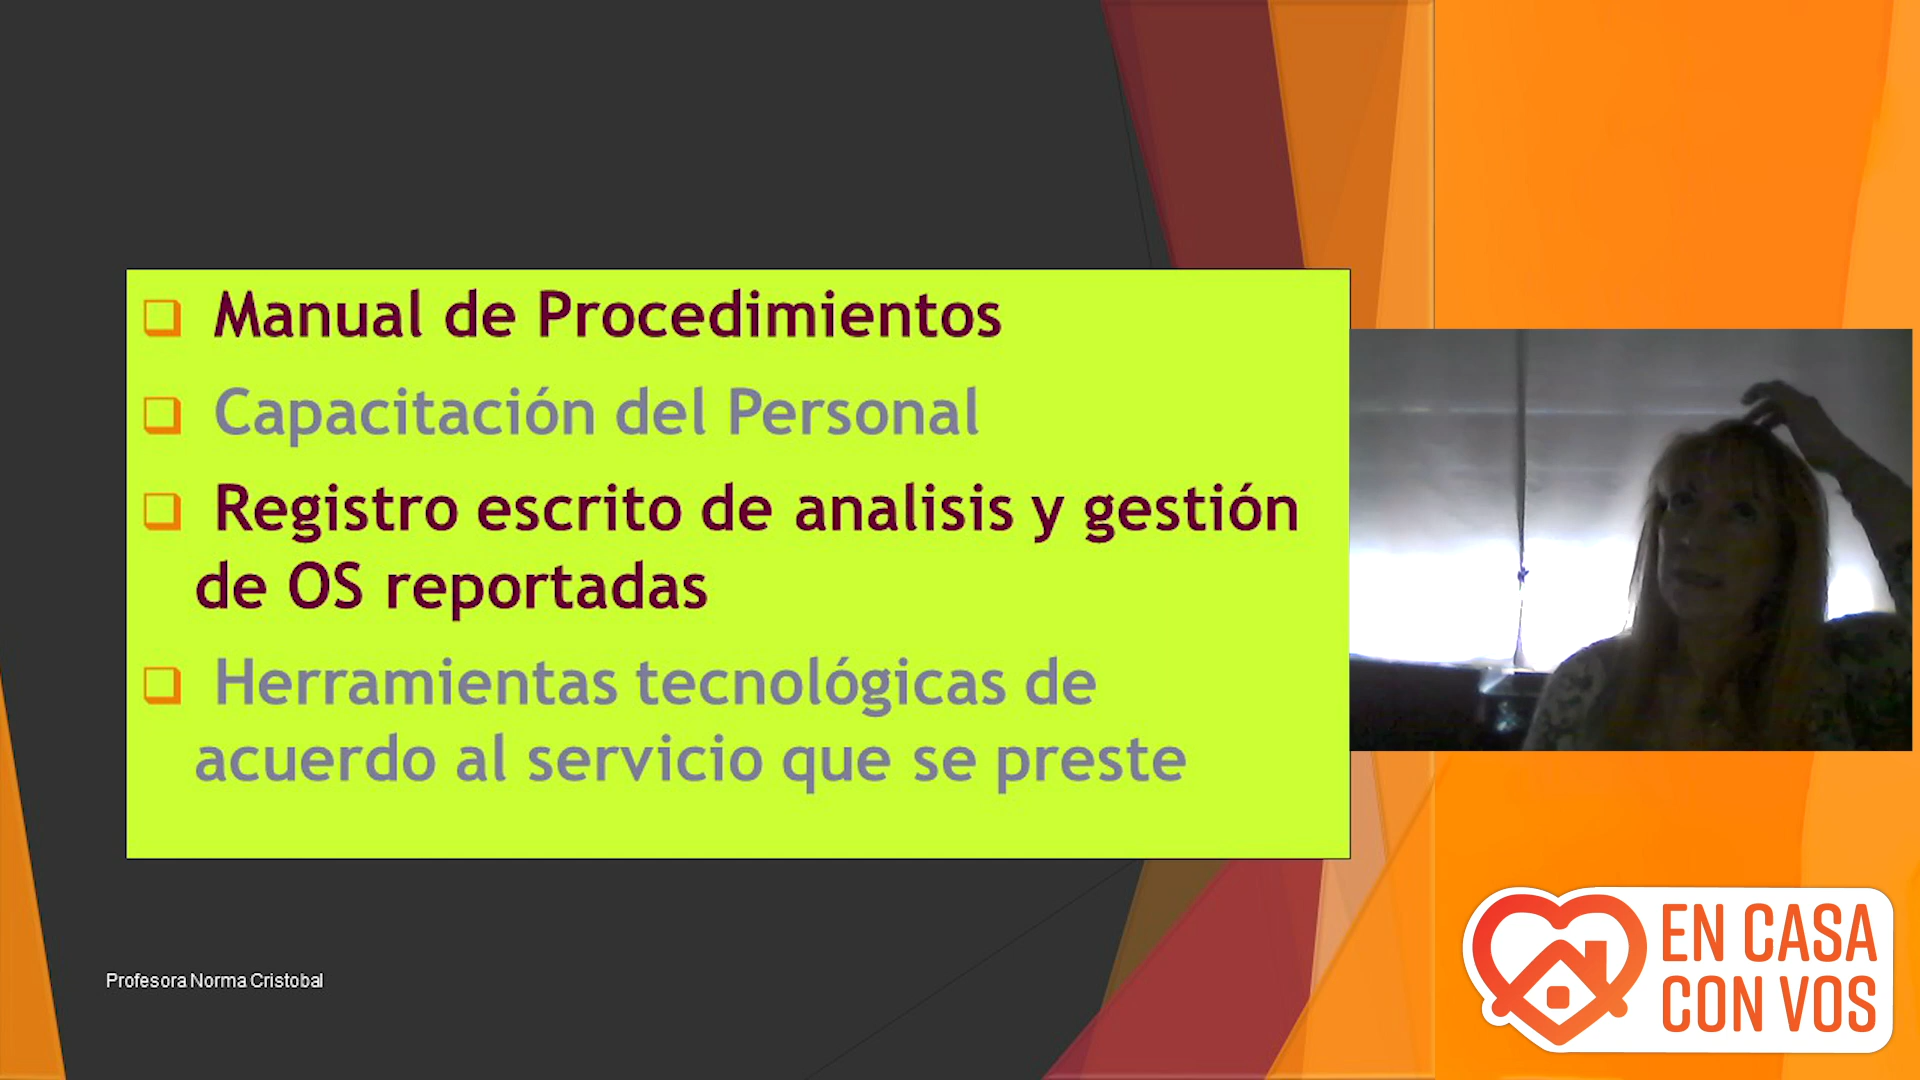 Manual de Procedimientos
Capacitación del Personal
Registro escrito de analisis y gestión
de OS reportadas
Herramientas tecnológicas de
acuerdo al servicio que se preste
Profesora Norma Cristobal
EN CASA
CON VOS